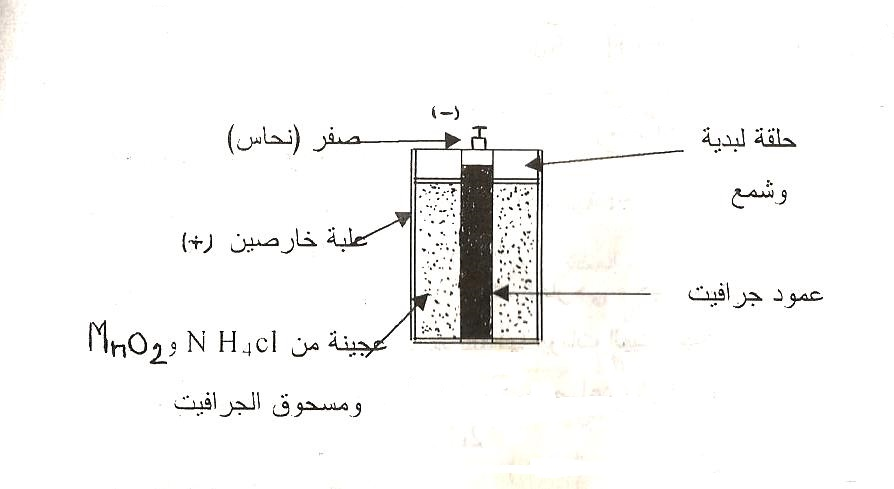 (-)
صفر (نحاس)
حلقة لبدية
وشمع
علبة خارصين (+)
عمود جرافيت
عجينة من NH4cl و MnO2
ومسحوق الجرافيت